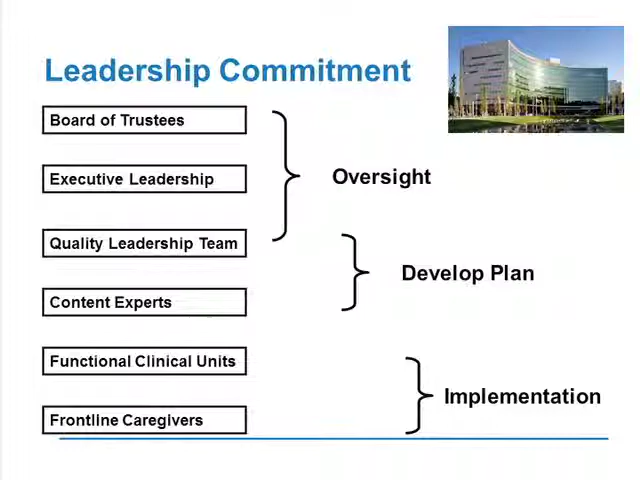 Leadership Commitment
Board of Trustees
Executive Leadership
Oversight
Quality Leadership Team
Develop Plan
Content Experts
Functional Clinical Units
Implementation
Frontline Caregivers